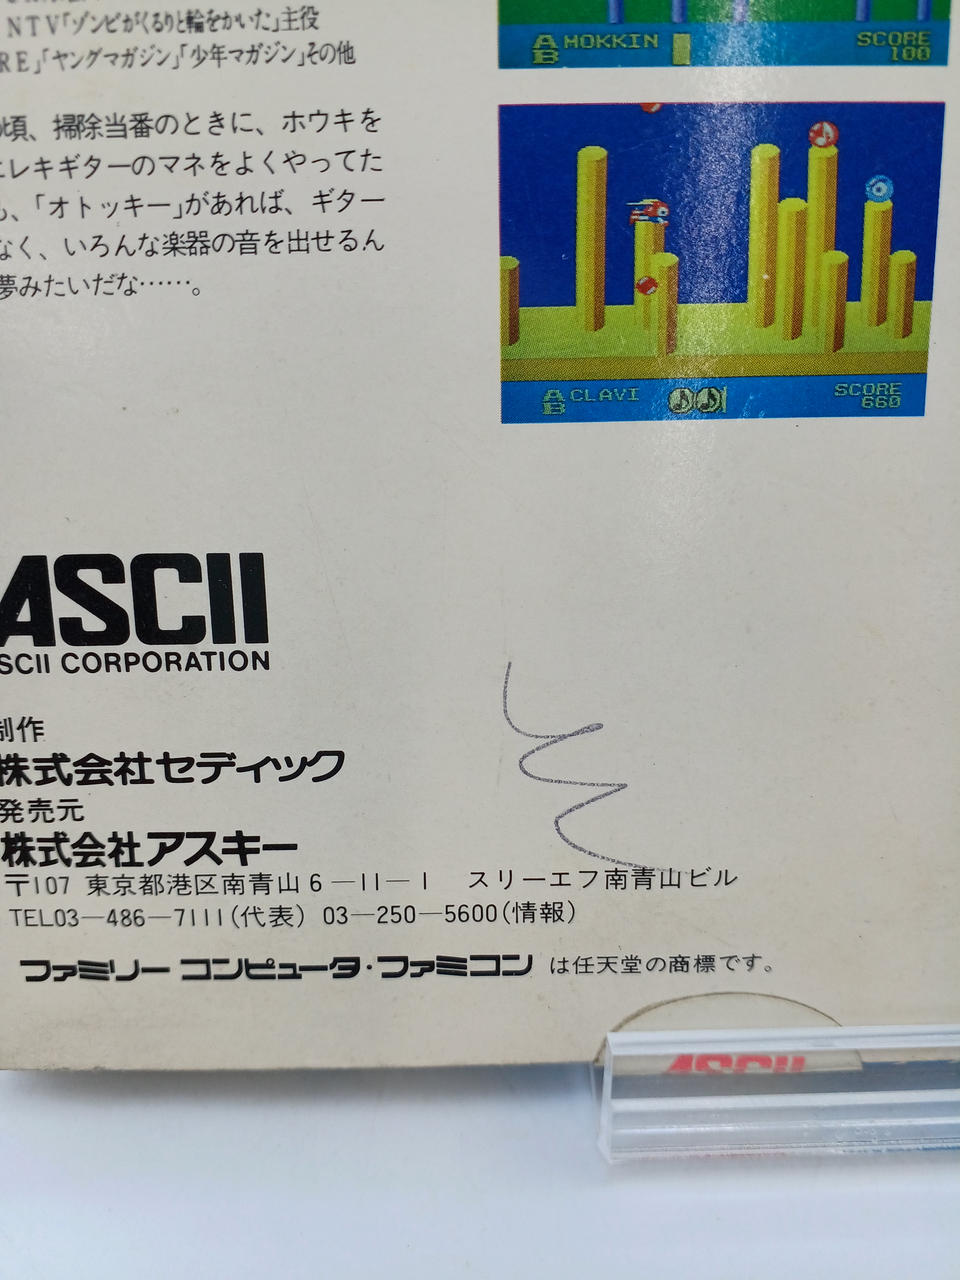 NTV「ゾンビがくるりと輪をかいた」主役
RE」「ヤングマガジン」「少年マガジン」その他
頃、掃除当番のときに、ホウキを
エレキギターのマネをよくやってた
も、「オトッキー」があれば、ギター
なく、いろんな楽器の音を出せるん
夢みたいだな……。
A
B
MOKKIN
SCORE
100
A
B
CLAVI
SCORE
660
ASCII
SCII CORPORATION
制作
株式会社セディック
発売元
株式会社アスキー
〒107 東京都港区南青山6—11—1 スリーエフ南青山ビル
TEL03—486—7111(代表) 03—250—5600(情報)
ファミリーコンピュータ・ファミコン は任天堂の商標です。
ASCII